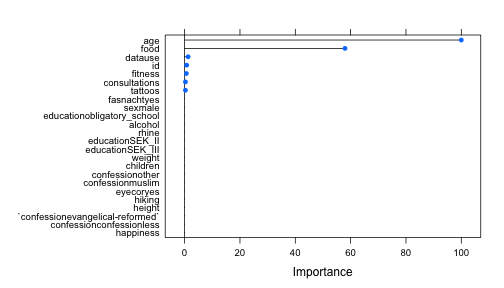 age
food
datause
id
fitness
consultations
tattoos
fasnachtyes
sexmale
educationobligatory_school
alcohol
rhine
educationSEK_II
educationSEK_III
weight
children
confessionother
confessionmuslim
eyecoryes
hiking
height
`confessionevangelical-reformed`
confessionconfessionless
happiness
0 20 40 60 80 100
Importance